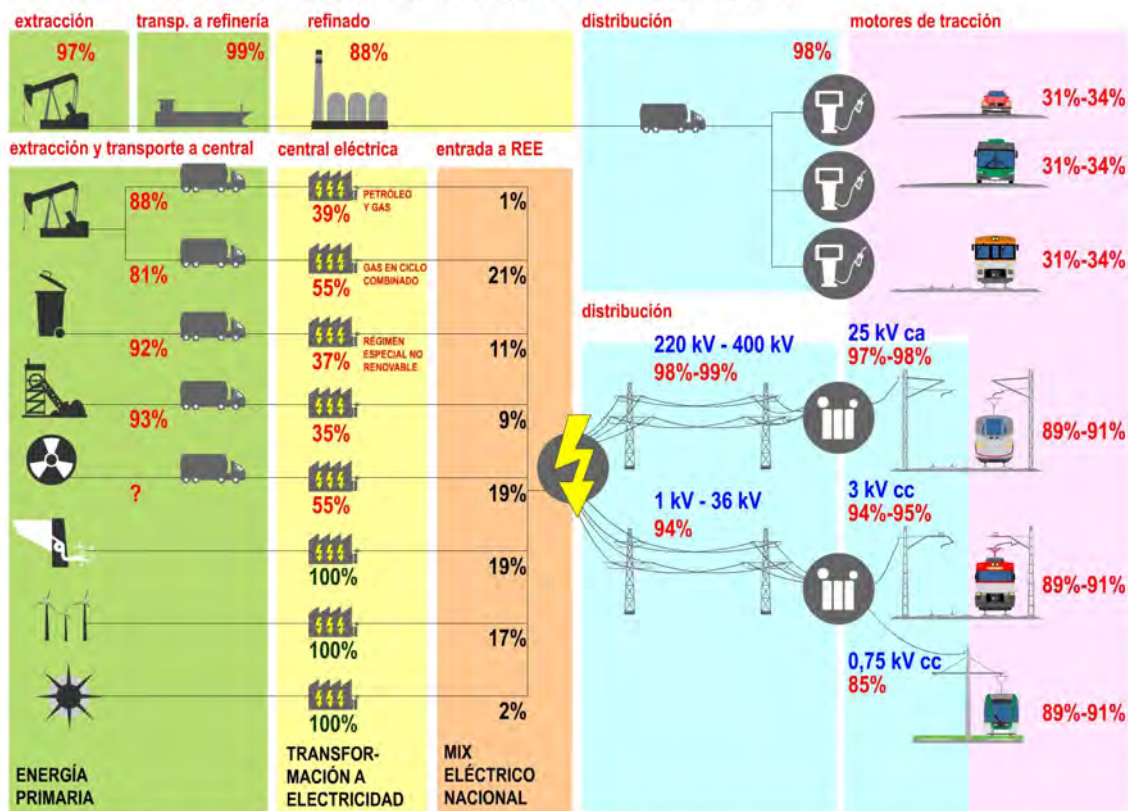 extracción
transp. a refinería
refinado
distribución
motores de tracción
97%
99%
88%
98%
31%-34%
31%-34%
31%-34%
extracción y transporte a central
central eléctrica
entrada a REE
88%
39%
PETRÓLEO
Y GAS
1%
81%
55%
GAS EN CICLO
COMBINADO
21%
92%
37%
RÉGIMEN
ESPECIAL NO
RENOVABLE
11%
93%
35%
9%
?
55%
19%
100%
19%
100%
17%
100%
2%
distribución
220 kV - 400 kV
98%-99%
25 kV ca
97%-98%
89%-91%
1 kV - 36 kV
94%
3 kV cc
94%-95%
89%-91%
0,75 kV cc
85%
89%-91%
ENERGÍA
PRIMARIA
TRANSFOR-
MACIÓN A
ELECTRICIDAD
MIX
ELÉCTRICO
NACIONAL